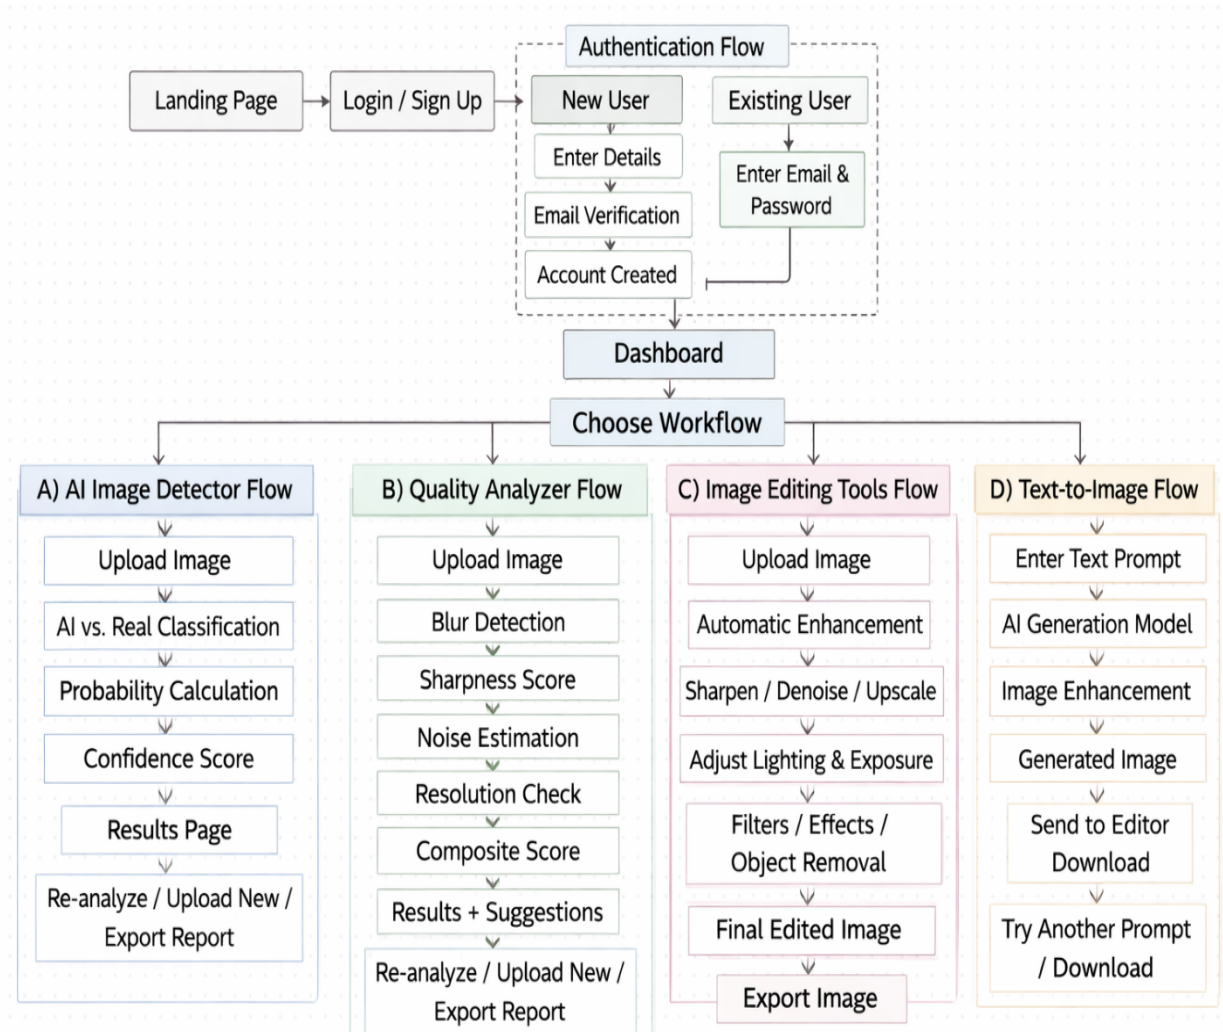 Authentication Flow
Landing Page
Login / Sign Up
New User
Existing User
Enter Details
Email Verification
Account Created
Enter Email &
Password
Dashboard
Choose Workflow
A) AI Image Detector Flow
Upload Image
AI vs. Real Classification
Probability Calculation
Confidence Score
Results Page
Re-analyze / Upload New /
Export Report
B) Quality Analyzer Flow
Upload Image
Blur Detection
Sharpness Score
Noise Estimation
Resolution Check
Composite Score
Results + Suggestions
Re-analyze / Upload New /
Export Report
C) Image Editing Tools Flow
Upload Image
Automatic Enhancement
Sharpen / Denoise / Upscale
Adjust Lighting & Exposure
Filters / Effects /
Object Removal
Final Edited Image
Export Image
D) Text-to-Image Flow
Enter Text Prompt
AI Generation Model
Image Enhancement
Generated Image
Send to Editor
Download
Try Another Prompt
/ Download